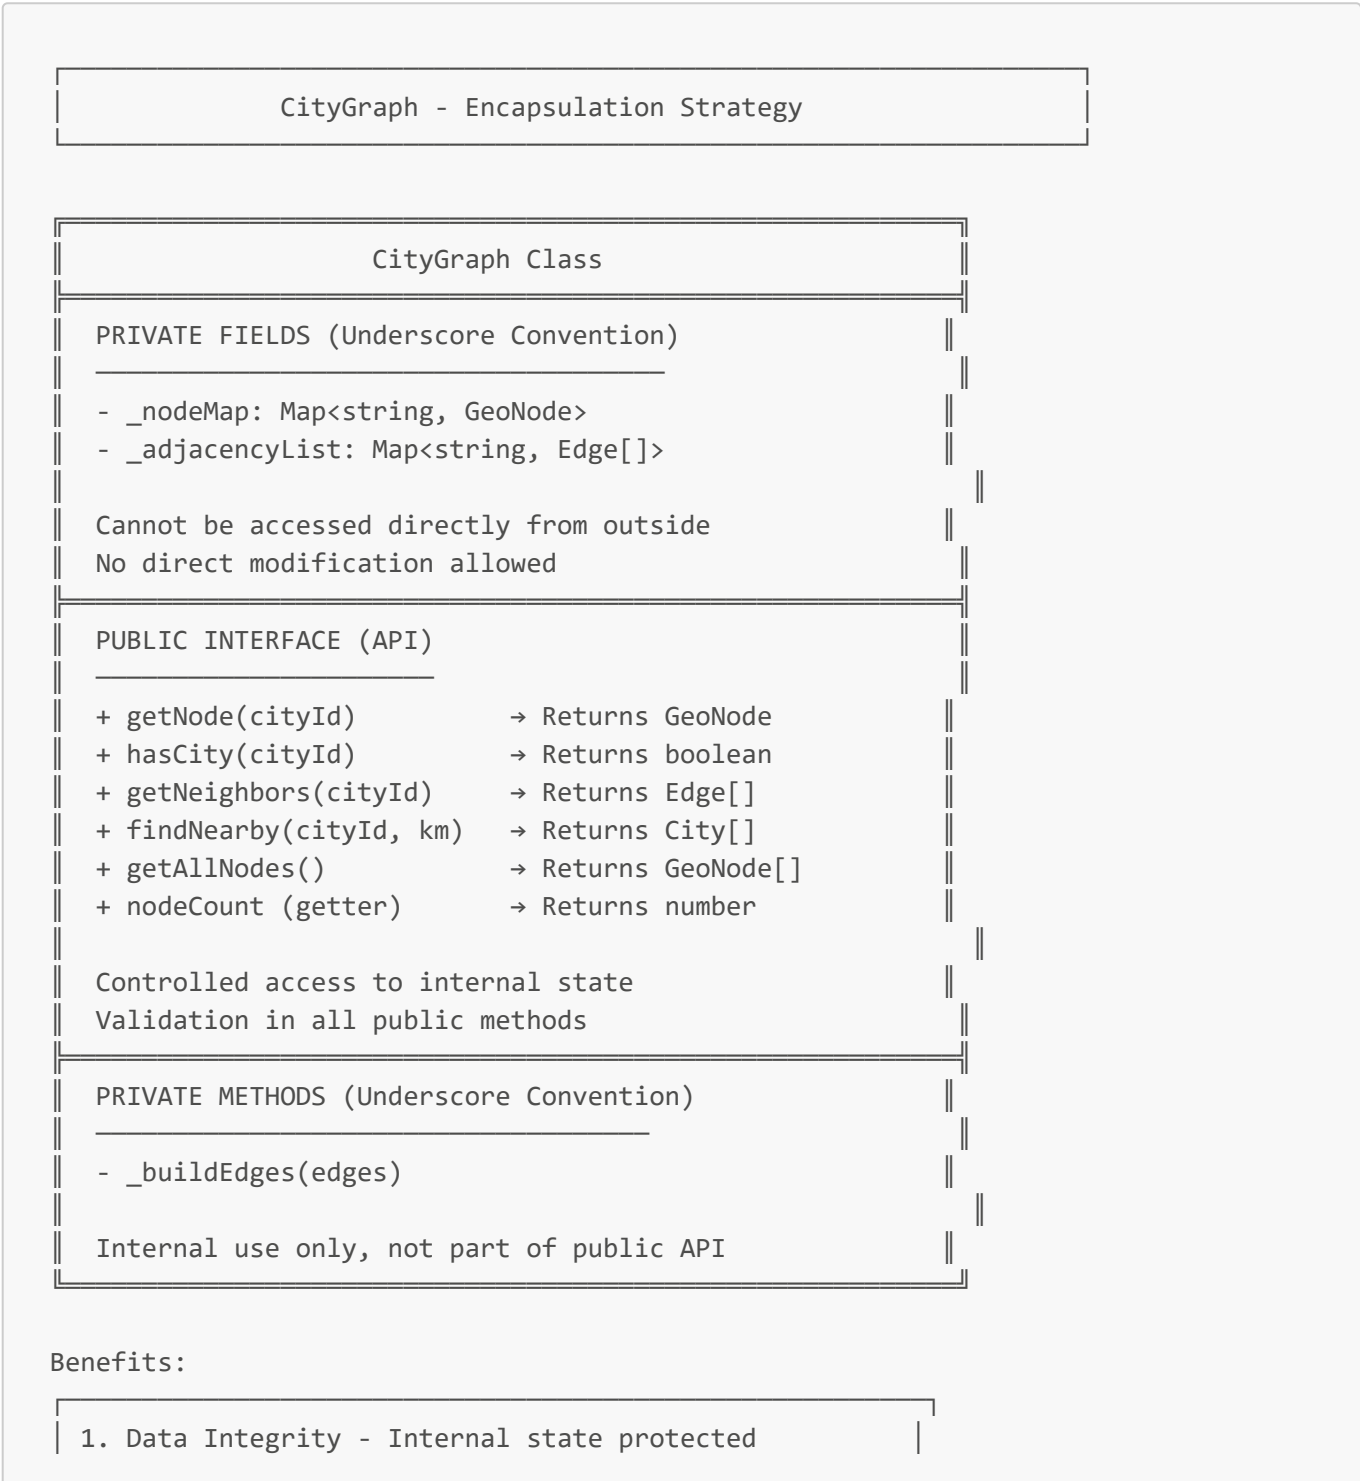 CityGraph - Encapsulation Strategy
CityGraph Class
PRIVATE FIELDS (Underscore Convention)
- _nodeMap: Map<string, GeoNode>
- _adjacencyList: Map<string, Edge[]>
Cannot be accessed directly from outside
No direct modification allowed
PUBLIC INTERFACE (API)
+ getNode(cityId) → Returns GeoNode
+ hasCity(cityId) → Returns boolean
+ getNeighbors(cityId) → Returns Edge[]
+ findNearby(cityId, km) → Returns City[]
+ getAllNodes() → Returns GeoNode[]
+ nodeCount (getter) → Returns number
Controlled access to internal state
Validation in all public methods
PRIVATE METHODS (Underscore Convention)
- _buildEdges(edges)
Internal use only, not part of public API
Benefits:
1. Data Integrity - Internal state protected